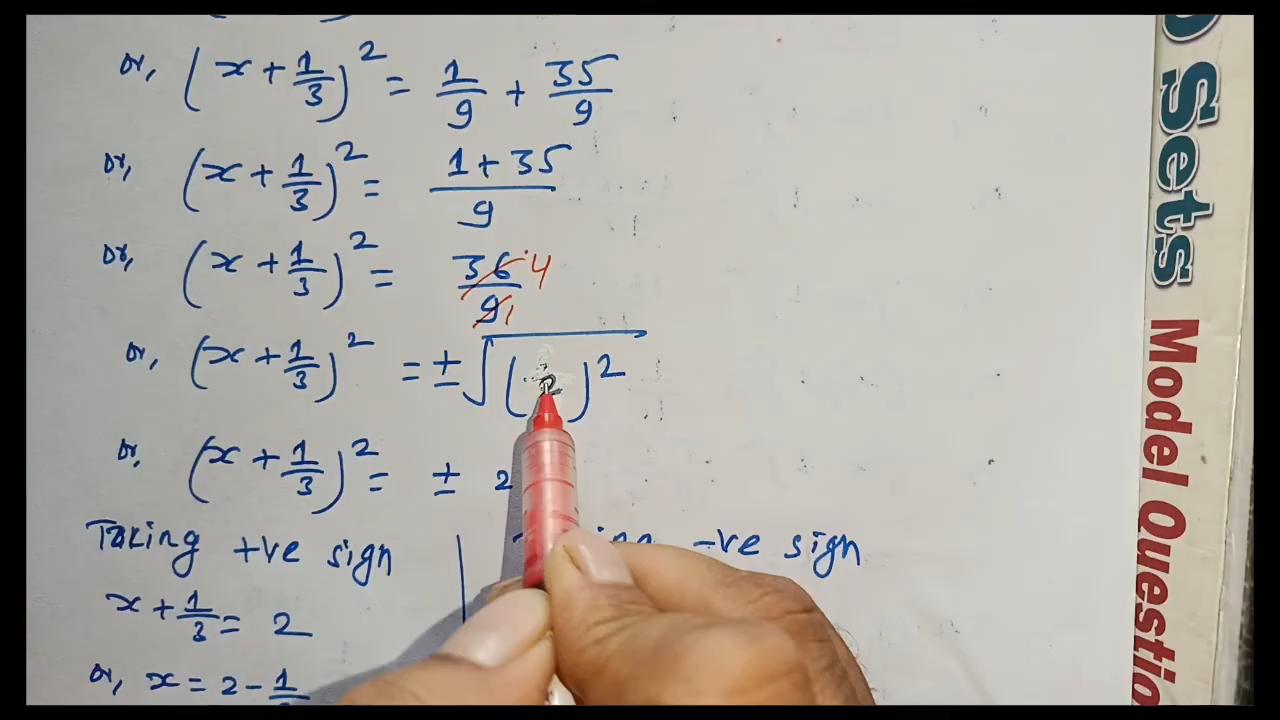 or, (x + 1/3)² = 1/9 + 35/9
or, (x + 1/3)² = 1 + 35 / 9
or, (x + 1/3)² = 36/9 4 1
or, (x + 1/3)² = ± √(2)²
or, (x + 1/3)² = ± 2
Taking +ve sign
-ve sign
x + 1/3 = 2
or, x = 2 - 1
Sets Model Questio